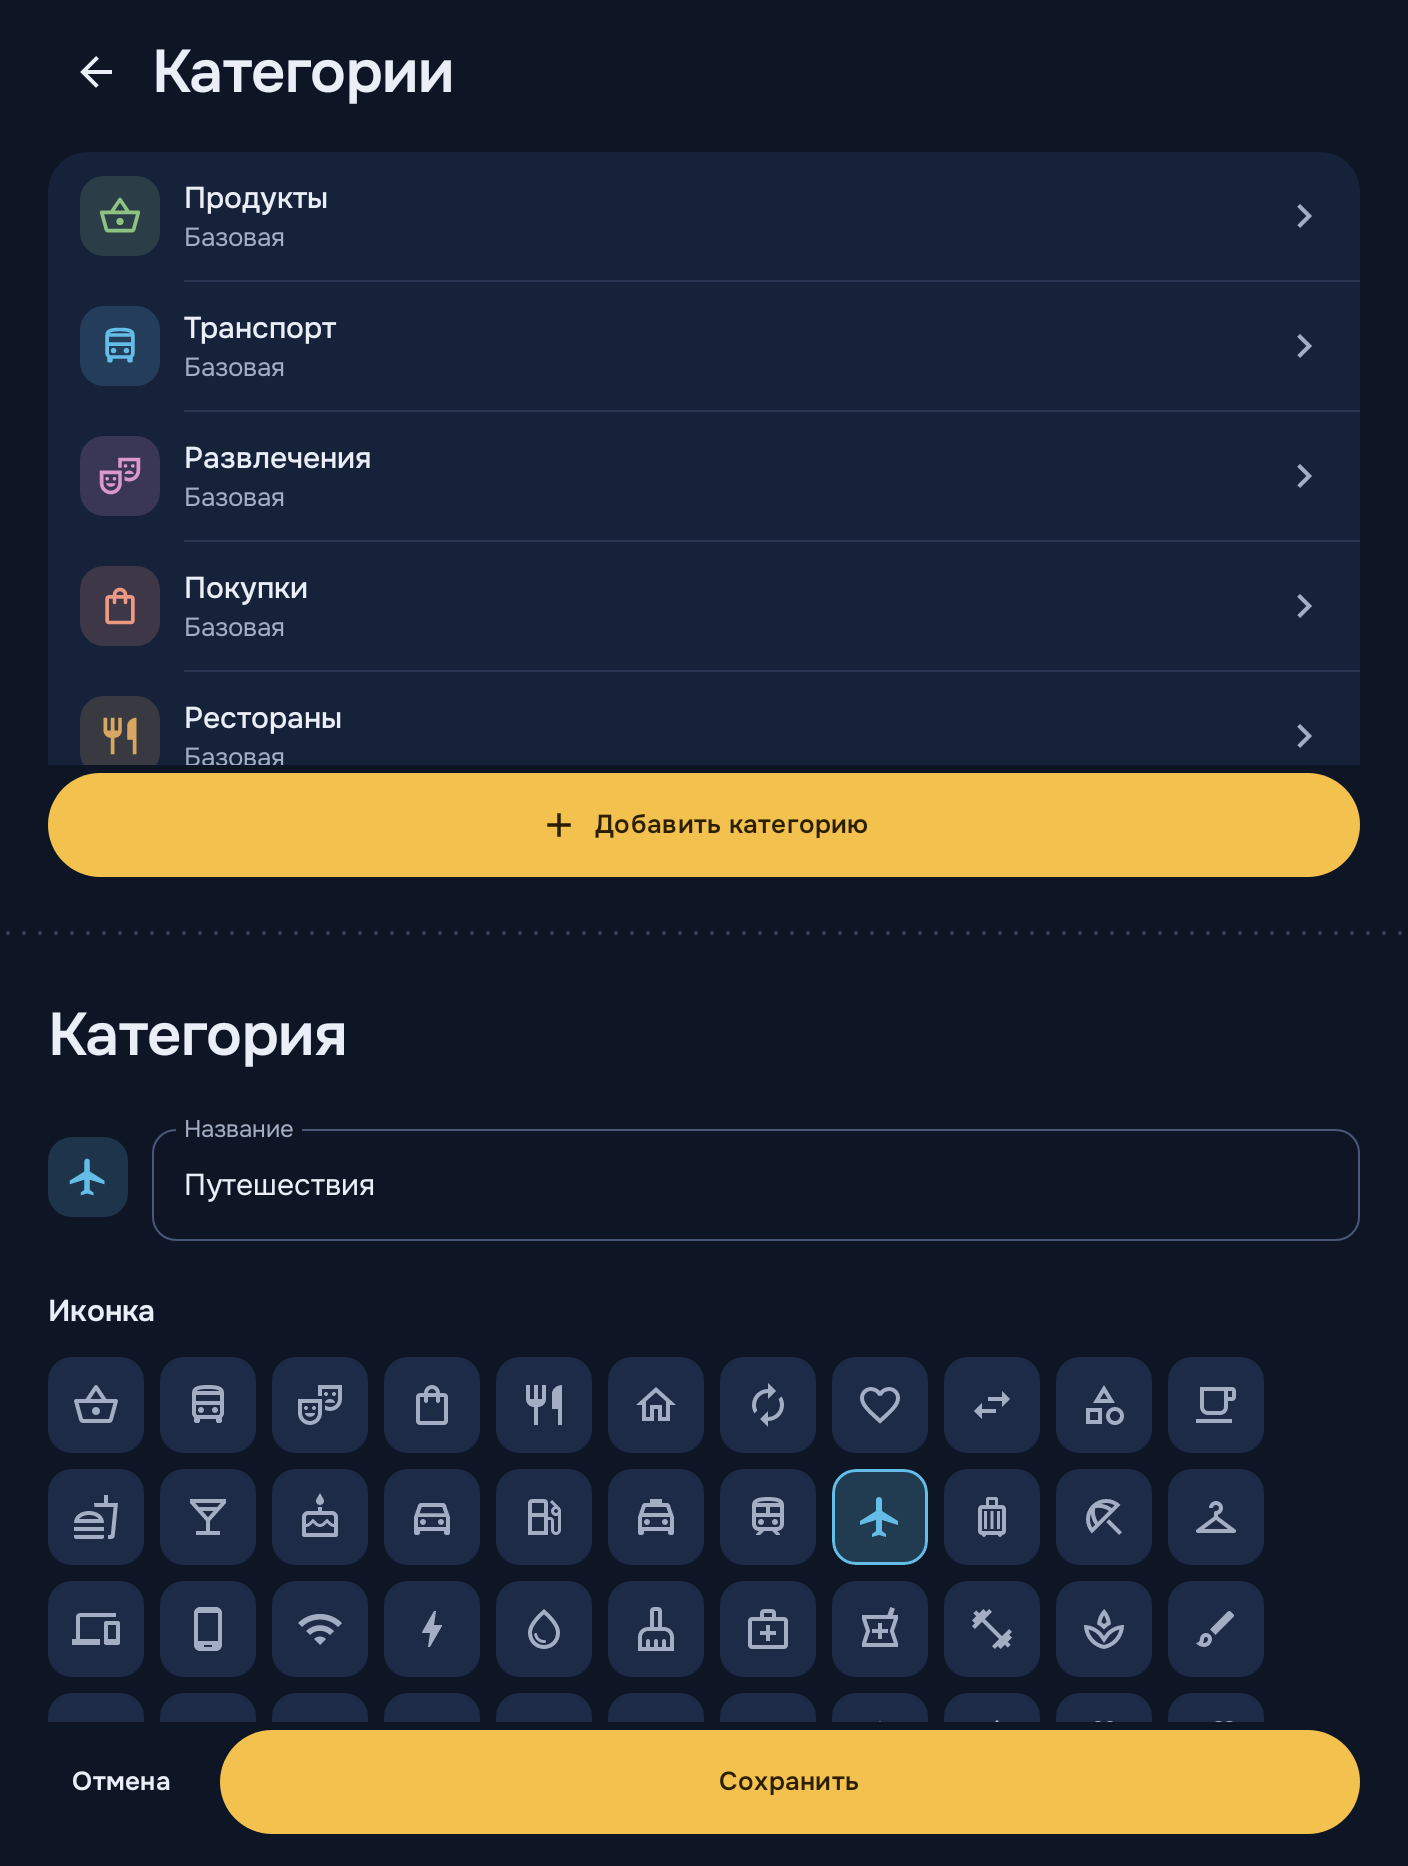 Категории
Продукты
Базовая
Транспорт
Базовая
Развлечения
Базовая
Покупки
Базовая
Рестораны
Базовая
Добавить категорию
Категория
Название
Путешествия
Иконка
Отмена
Сохранить